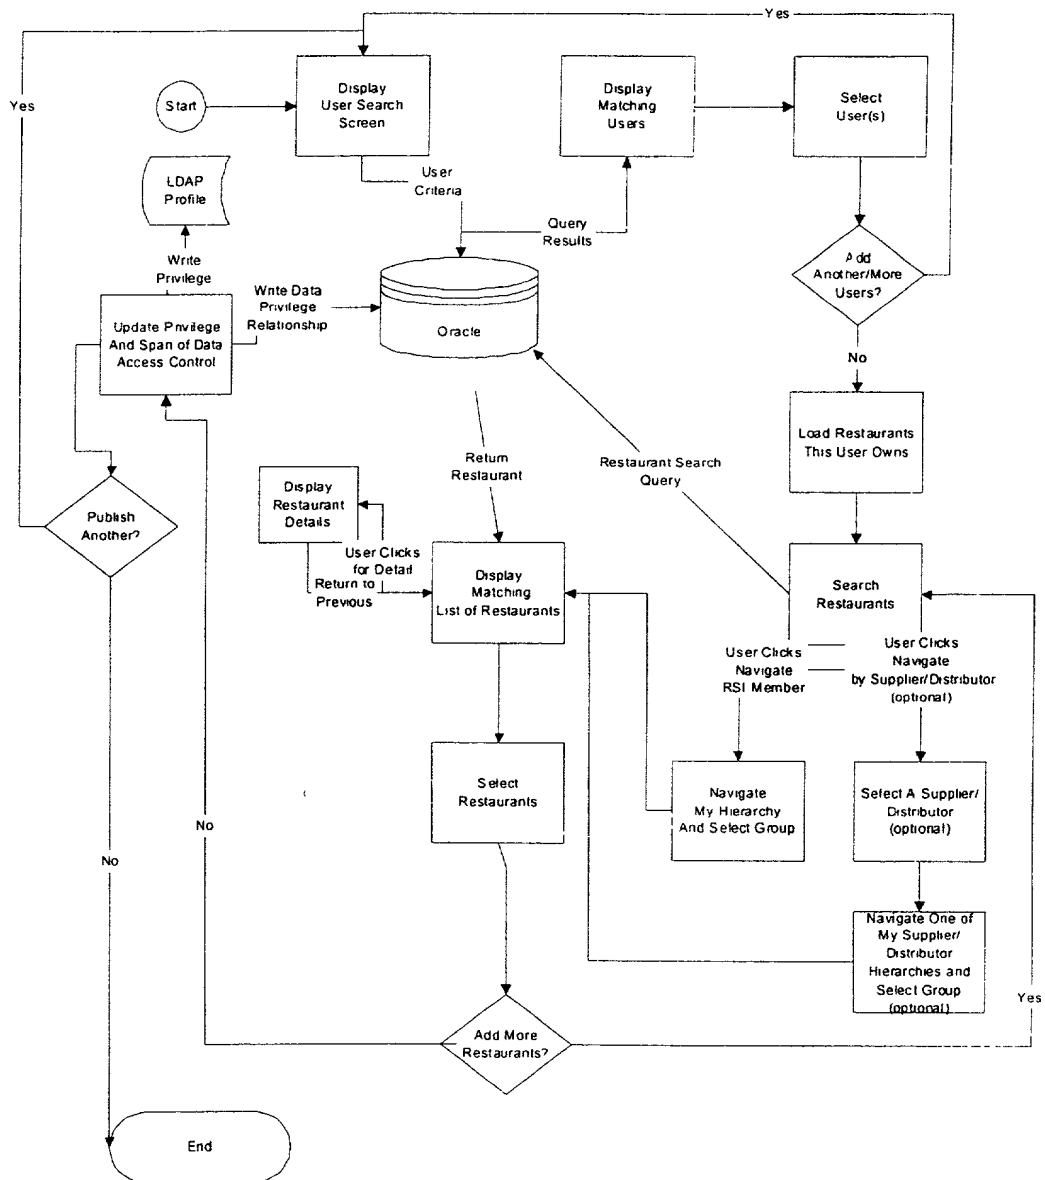 Yes
Yes
Start
Display
User Search
Screen
Display
Matching
Users
Select
User(s)
LDAP
Profile
User
Criteria
Query
Results
Add
Another/More
Users?
Write
Privilege
Write Data
Privilege
Relationship
Oracle
Update Privilege
And Span of Data
Access Control
No
Load Restaurants
This User Owns
Return
Restaurant
Restaurant Search
Query
Display
Restaurant
Details
Publish
Another?
User Clicks
for Detail
Return to
Previous
Display
Matching
List of Restaurants
Search
Restaurants
User Clicks
Navigate
RSI Member
User Clicks
Navigate
by Supplier/Distributor
(optional)
Select
Restaurants
Navigate
My Hierarchy
And Select Group
Select A Supplier/
Distributor
(optional)
No
No
Navigate One of
My Supplier/
Distributor
Hierarchies and
Select Group
(optional)
Yes
Add More
Restaurants?
End